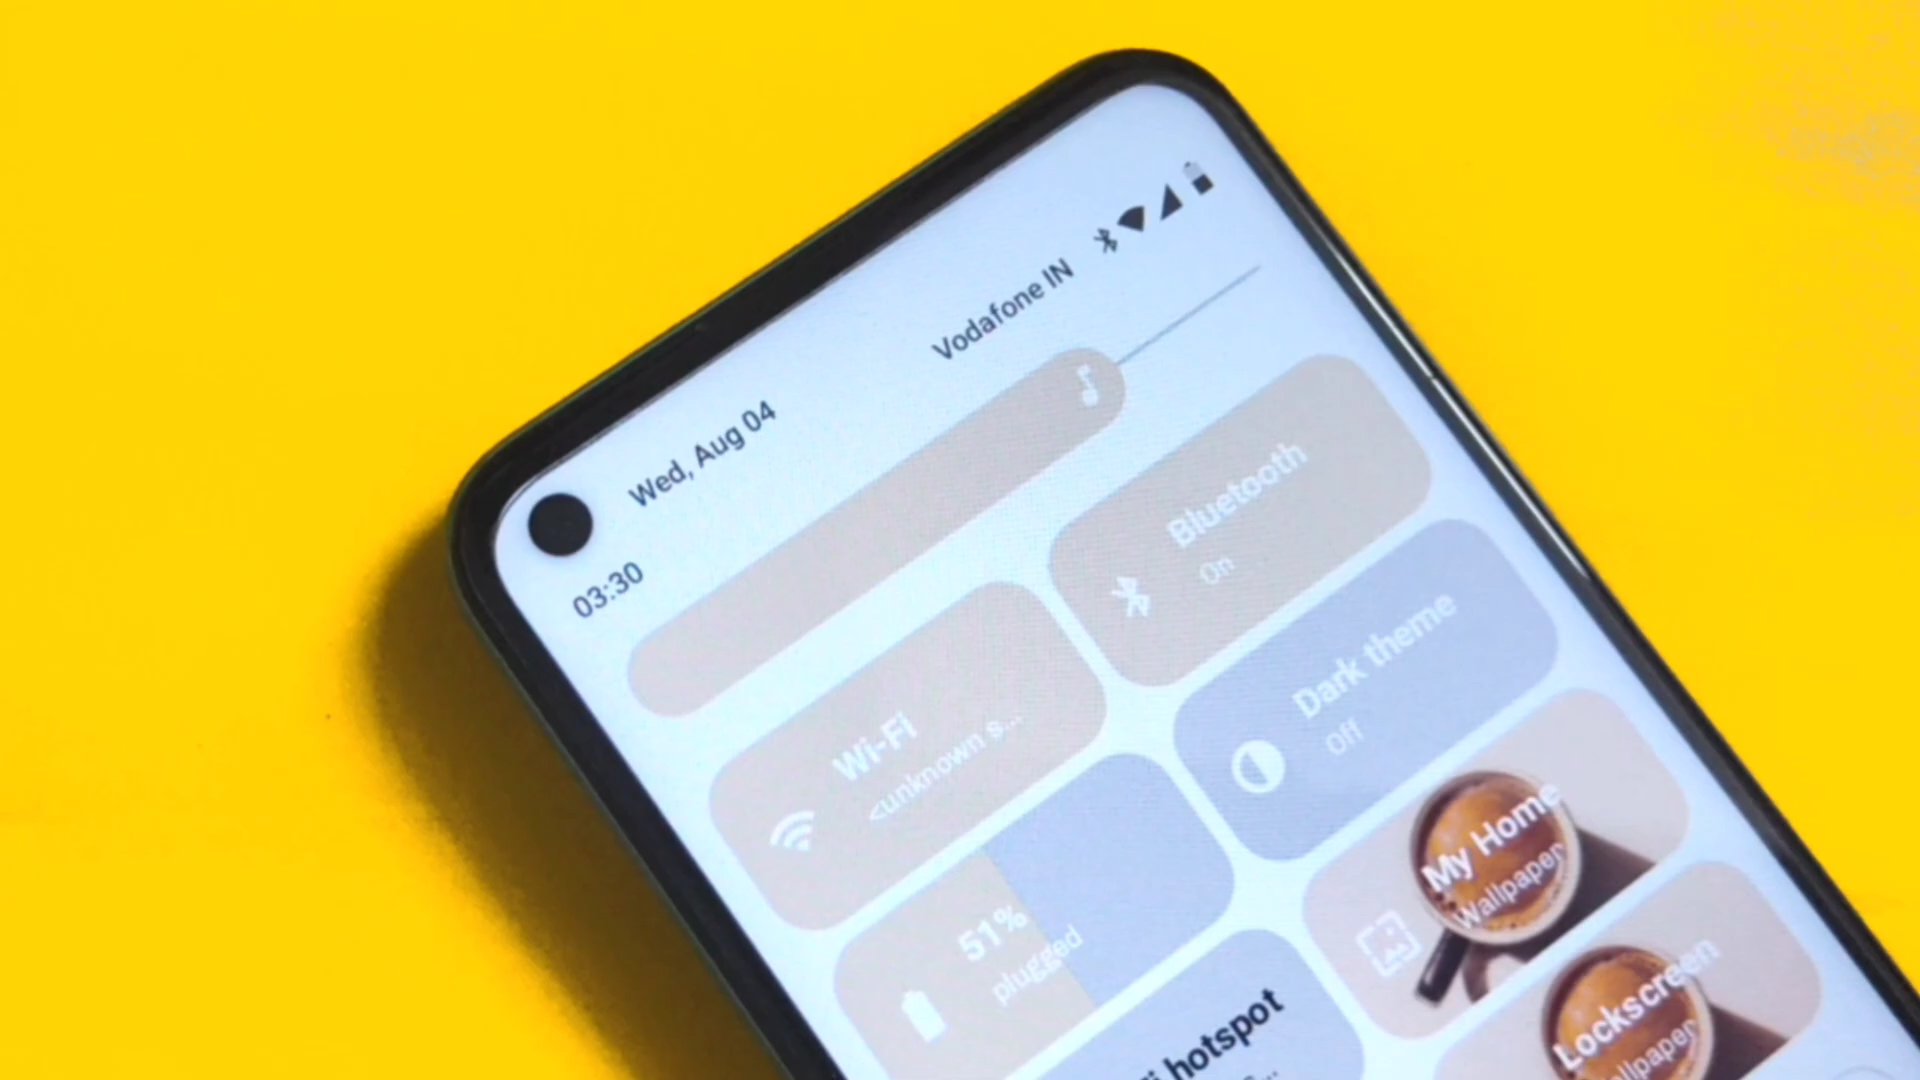 Wed, Aug 04
Vodafone IN
03:30
Wi-Fi
<unknown s...
Bluetooth
On
51%
plugged
Dark theme
Off
hotspot
My Home
Wallpaper
Lockscreen